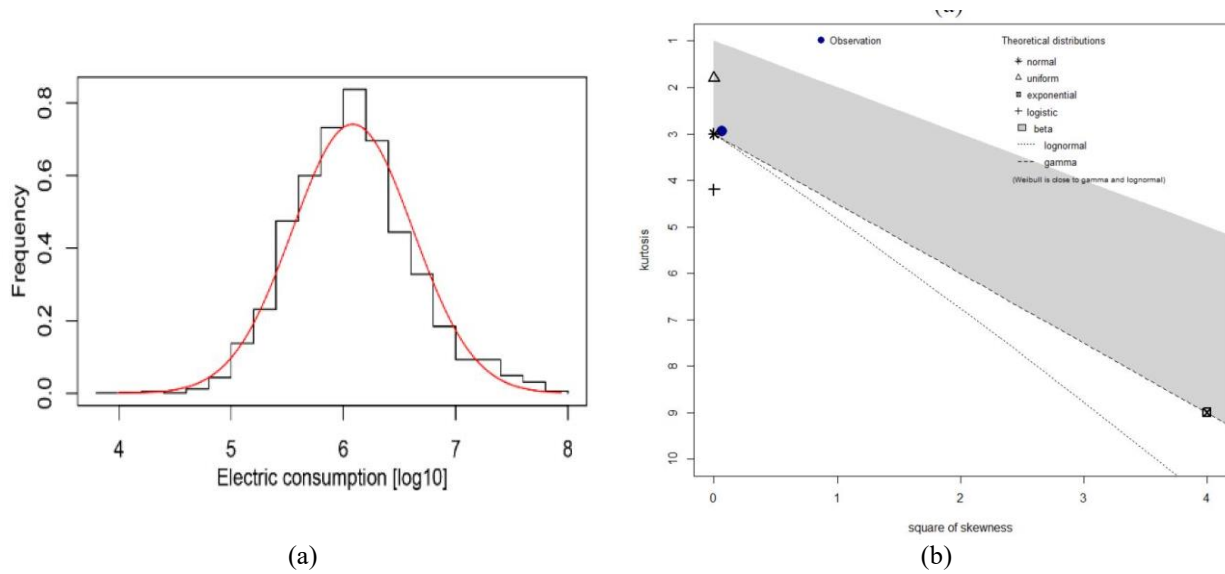 0.8
0.6
0.4
0.2
0.0
Frequency
4 5 6 7 8
Electric consumption [log10]
(a)
1
2
3
4
5
6
7
8
9
10
kurtosis
Observation
Theoretical distributions
normal
uniform
exponential
logistic
beta
lognormal
gamma
(Weibull is close to gamma and lognormal)
0 1 2 3 4
square of skewness
(b)